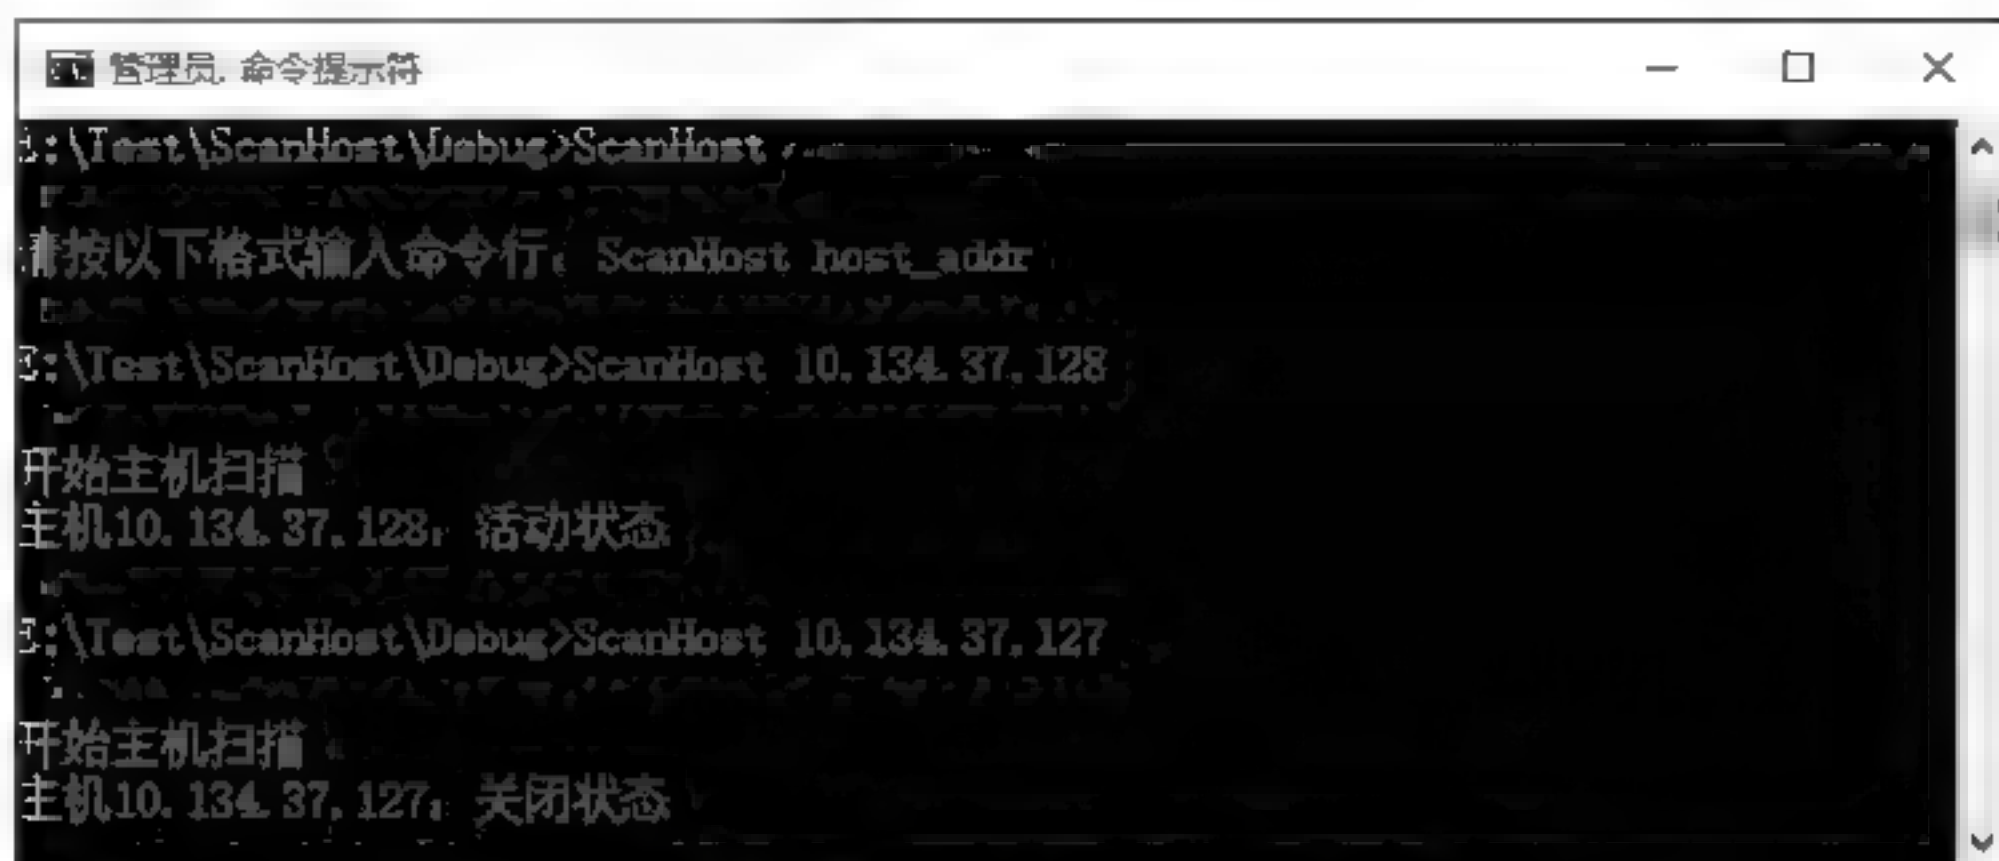 管理员: 命令提示符
E:\Test\ScanHost\Debug>ScanHost
请按以下格式输入命令行: ScanHost host_addr
E:\Test\ScanHost\Debug>ScanHost 10.134.37.128
开始主机扫描
主机10.134.37.128: 活动状态
E:\Test\ScanHost\Debug>ScanHost 10.134.37.127
开始主机扫描
主机10.134.37.127: 关闭状态